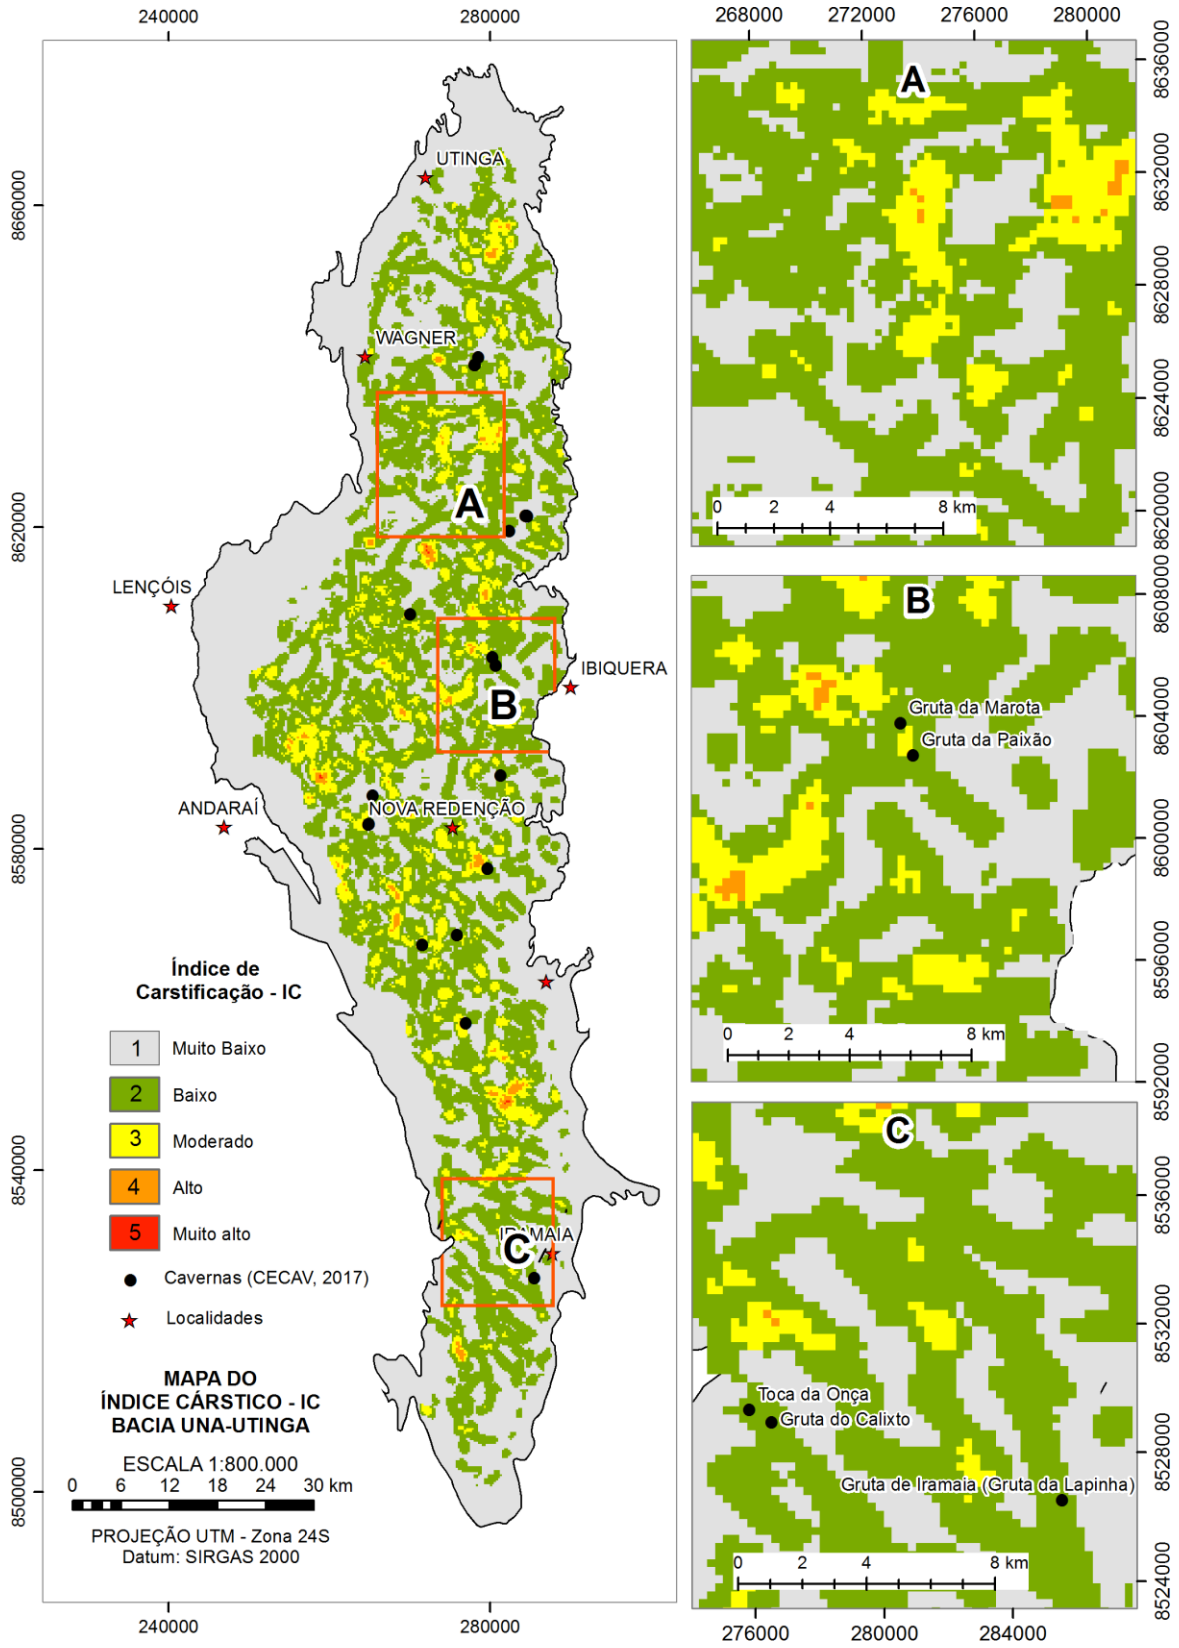 240000
280000
8660000
8620000
8580000
8540000
8500000
UTINGA
WAGNER
A
LENÇÓIS
IBIQUERA
B
ANDARAÍ
NOVA REDENÇÃO
IRAMAIA
C
Índice de
Carstificação - IC
1 Muito Baixo
2 Baixo
3 Moderado
4 Alto
5 Muito alto
Cavernas (CECAV, 2017)
Localidades
MAPA DO
ÍNDICE CÁRSTICO - IC
BACIA UNA-UTINGA
ESCALA 1:800.000
0 6 12 18 24 30 km
PROJEÇÃO UTM - Zona 24S
Datum: SIRGAS 2000
240000
280000
268000 272000 276000 280000
A
8636000
8632000
8628000
8624000
8620000
0 2 4 8 km
B
8608000
8604000
8600000
8596000
8592000
Gruta da Marota
Gruta da Paixão
0 2 4 8 km
C
8536000
8532000
8528000
8524000
Toca da Onça
Gruta do Calixto
Gruta de Iramaia (Gruta da Lapinha)
0 2 4 8 km
276000 280000 284000